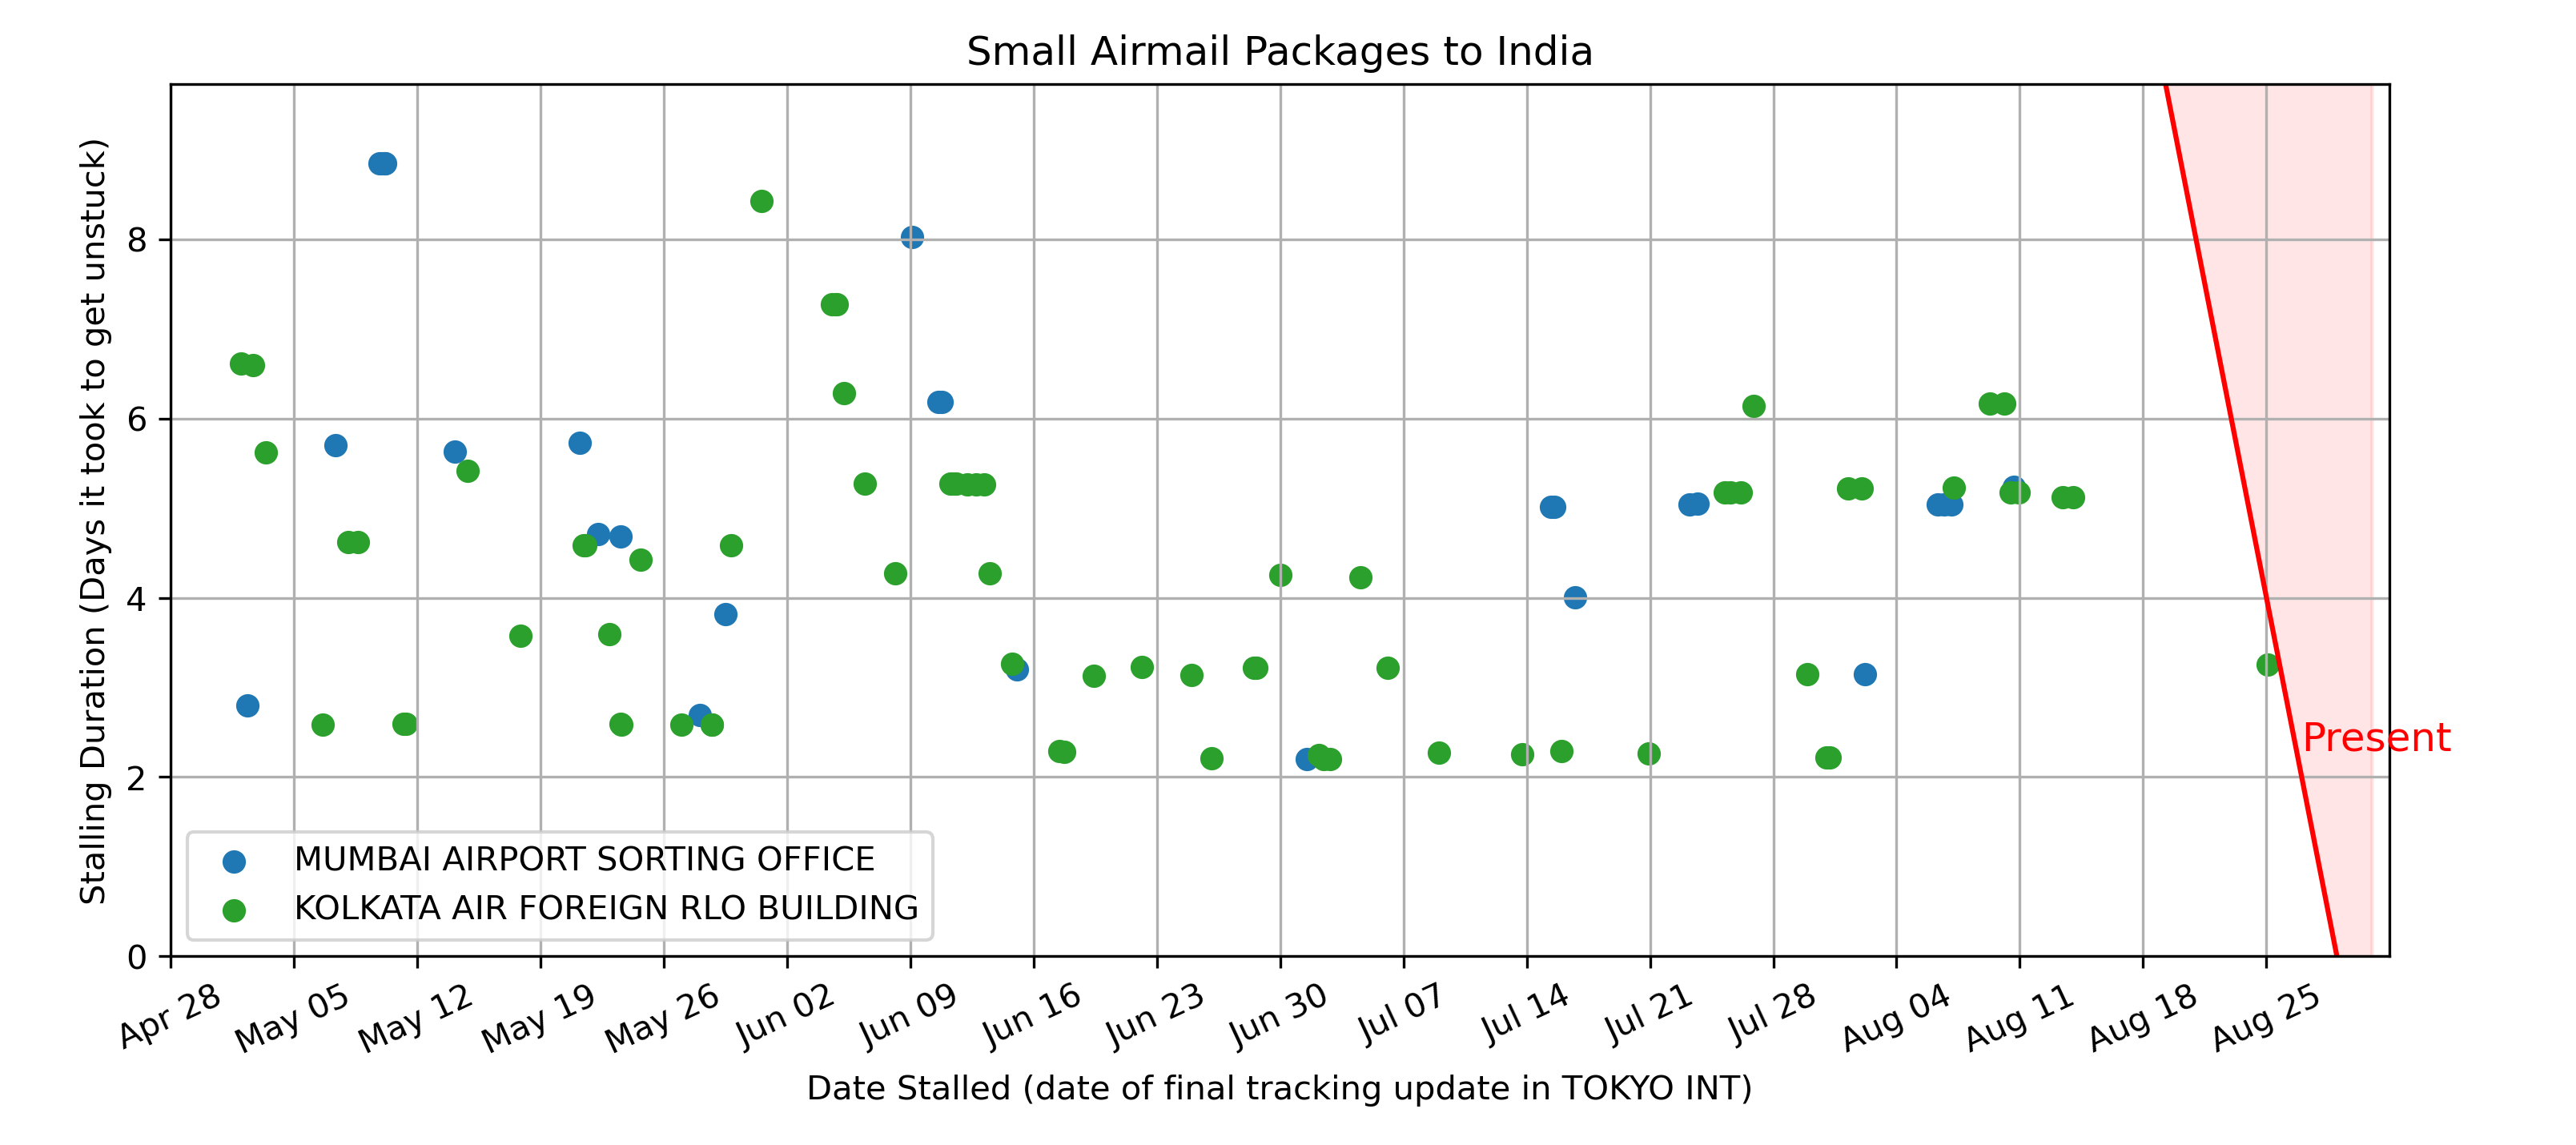 Small Airmail Packages to India
Stalling Duration (Days it took to get unstuck)
8
6
4
2
0
Present
MUMBAI AIRPORT SORTING OFFICE
KOLKATA AIR FOREIGN RLO BUILDING
Apr 28
May 05
May 12
May 19
May 26
Jun 02
Jun 09
Jun 16
Jun 23
Jun 30
Jul 07
Jul 14
Jul 21
Jul 28
Aug 04
Aug 11
Aug 18
Aug 25
Date Stalled (date of final tracking update in TOKYO INT)